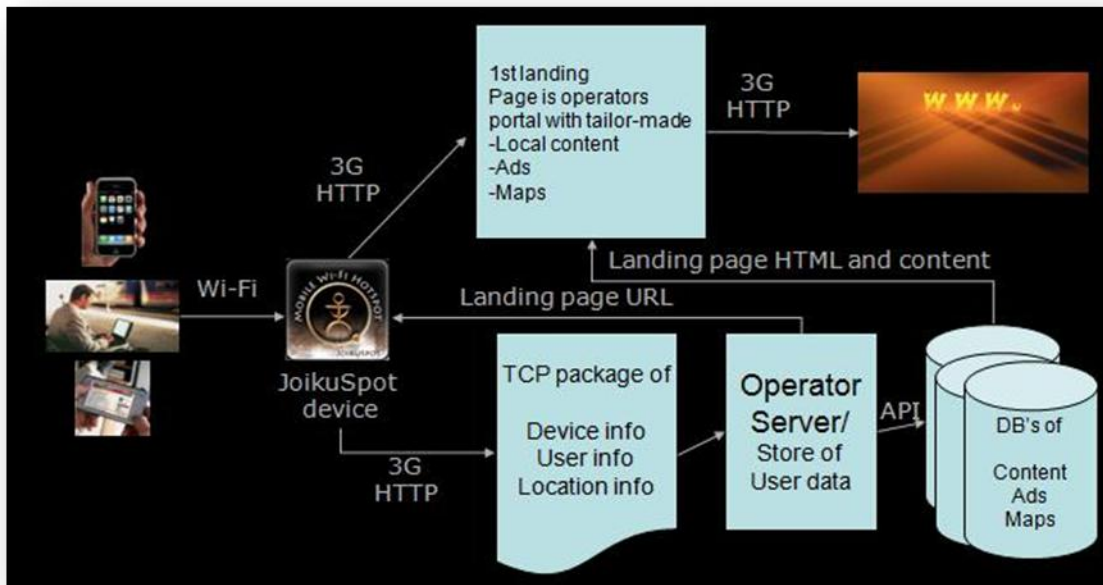 1st landing
Page is operators
portal with tailor-made
-Local content
-Ads
-Maps
3G
HTTP
WWW.
3G
HTTP
Landing page HTML and content
Wi-Fi
MOBILE WI-FI HOTSPOT
JOIKUSPOT
Landing page URL
JoikuSpot
device
3G
HTTP
TCP package of
Device info
User info
Location info
Operator
Server/
Store of
User data
API
DB's of
Content
Ads
Maps